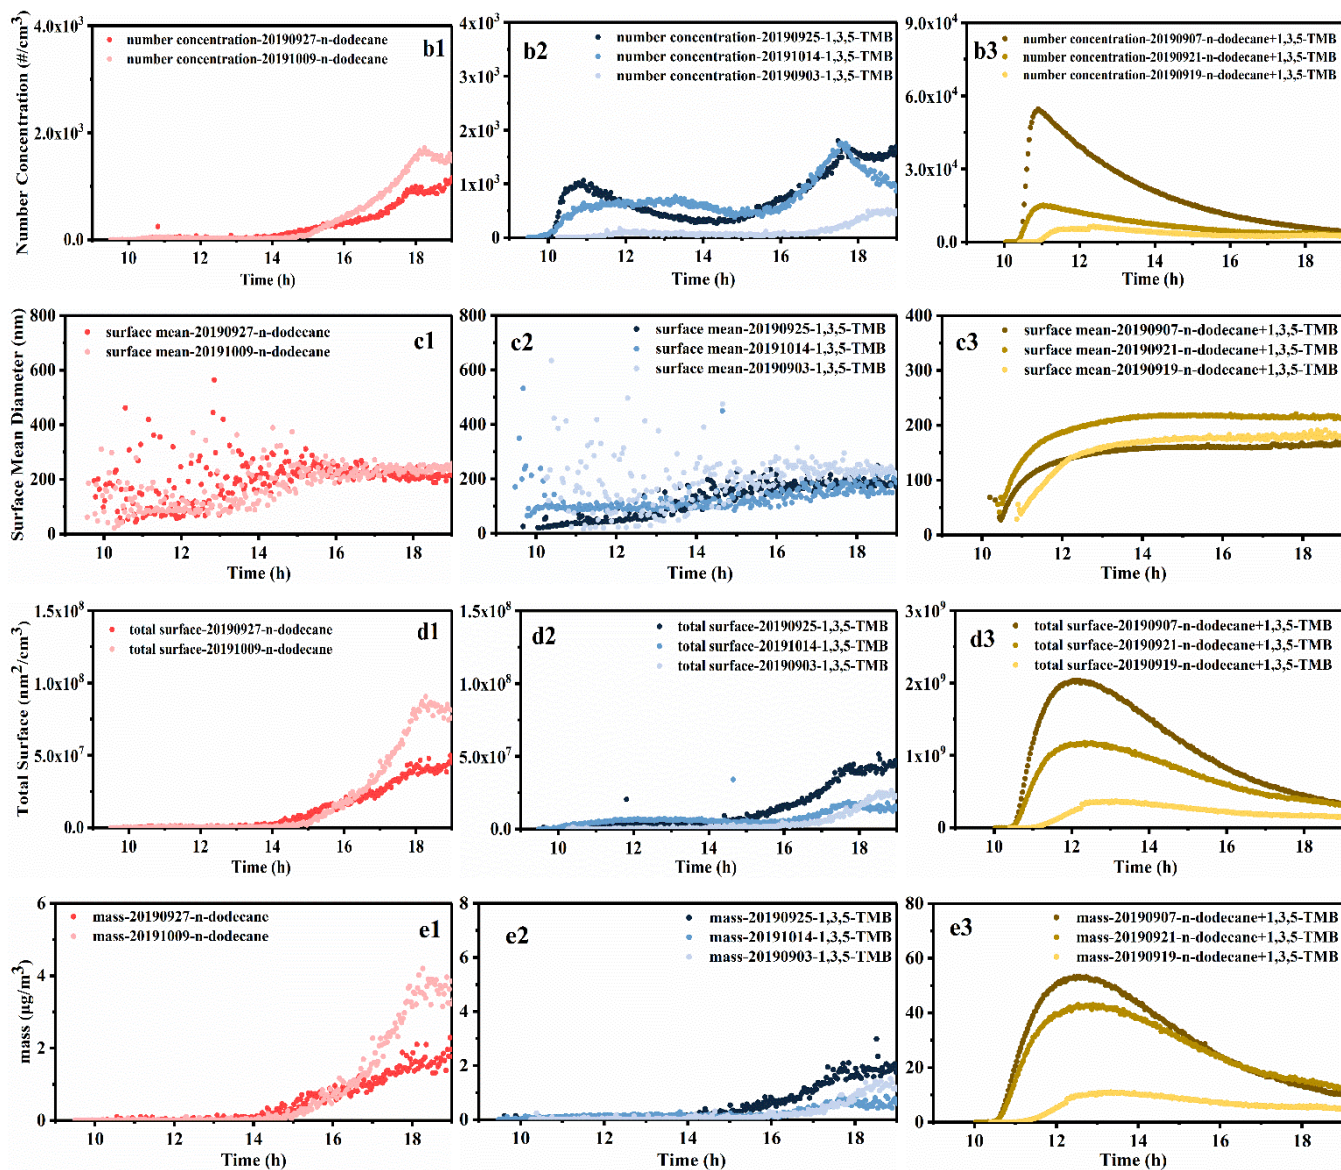 Number Concentration (#/cm³)
4.0x10³
2.0x10³
0.0
number concentration-20190927-n-dodecane
number concentration-20191009-n-dodecane
b1
10 12 14 16 18
Time (h)
4x10³
3x10³
2x10³
1x10³
0
b2
number concentration-20190925-1,3,5-TMB
number concentration-20191014-1,3,5-TMB
number concentration-20190903-1,3,5-TMB
10 12 14 16 18
Time (h)
9.0x10⁴
6.0x10⁴
3.0x10⁴
0.0
b3
number concentration-20190907-n-dodecane+1,3,5-TMB
number concentration-20190921-n-dodecane+1,3,5-TMB
number concentration-20190919-n-dodecane+1,3,5-TMB
10 12 14 16 18
Time (h)
Surface Mean Diameter (nm)
800
600
400
200
0
surface mean-20190927-n-dodecane
surface mean-20191009-n-dodecane
c1
10 12 14 16 18
Time (h)
800
600
400
200
0
c2
surface mean-20190925-1,3,5-TMB
surface mean-20191014-1,3,5-TMB
surface mean-20190903-1,3,5-TMB
10 12 14 16 18
Time (h)
400
300
200
100
0
c3
surface mean-20190907-n-dodecane+1,3,5-TMB
surface mean-20190921-n-dodecane+1,3,5-TMB
surface mean-20190919-n-dodecane+1,3,5-TMB
10 12 14 16 18
Time (h)
Total Surface (nm²/cm³)
1.5x10⁸
1.0x10⁸
5.0x10⁷
0.0
total surface-20190927-n-dodecane
total surface-20191009-n-dodecane
d1
10 12 14 16 18
Time (h)
1.5x10⁸
1.0x10⁸
5.0x10⁷
0.0
d2
total surface-20190925-1,3,5-TMB
total surface-20191014-1,3,5-TMB
total surface-20190903-1,3,5-TMB
10 12 14 16 18
Time (h)
3x10⁹
2x10⁹
1x10⁹
0
d3
total surface-20190907-n-dodecane+1,3,5-TMB
total surface-20190921-n-dodecane+1,3,5-TMB
total surface-20190919-n-dodecane+1,3,5-TMB
10 12 14 16 18
Time (h)
mass (µg/m³)
6
4
2
0
mass-20190927-n-dodecane
mass-20191009-n-dodecane
e1
10 12 14 16 18
Time (h)
8
6
4
2
0
e2
mass-20190925-1,3,5-TMB
mass-20191014-1,3,5-TMB
mass-20190903-1,3,5-TMB
10 12 14 16 18
Time (h)
80
60
40
20
0
e3
mass-20190907-n-dodecane+1,3,5-TMB
mass-20190921-n-dodecane+1,3,5-TMB
mass-20190919-n-dodecane+1,3,5-TMB
10 12 14 16 18
Time (h)